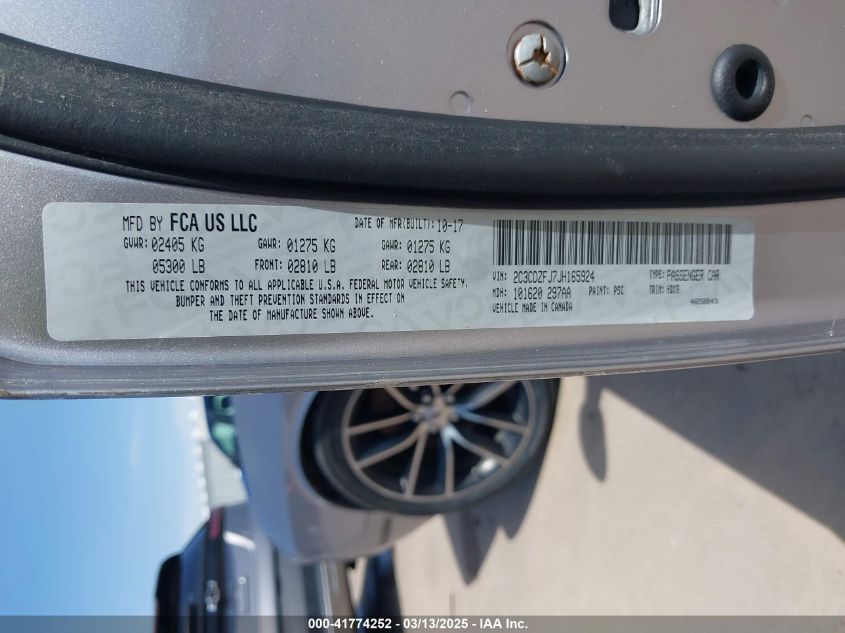 MFD BY FCA US LLC DATE OF MFR(BUILT): 10-17
GVWR: 02405 KG GAWR: 01275 KG GAWR: 01275 KG
05300 LB FRONT: 02810 LB REAR: 02810 LB
THIS VEHICLE CONFORMS TO ALL APPLICABLE U.S.A. FEDERAL MOTOR VEHICLE SAFETY,
BUMPER AND THEFT PREVENTION STANDARDS IN EFFECT ON
THE DATE OF MANUFACTURE SHOWN ABOVE.
VIN: 2C3CDZFJ7JH165924 TYPE: PASSENGER CAR
MDH: 101620 297AA PAINT: PSC TRIM: HDX9
VEHICLE MADE IN CANADA 4658843
000-41774252 — 03/13/2025 — IAA Inc.